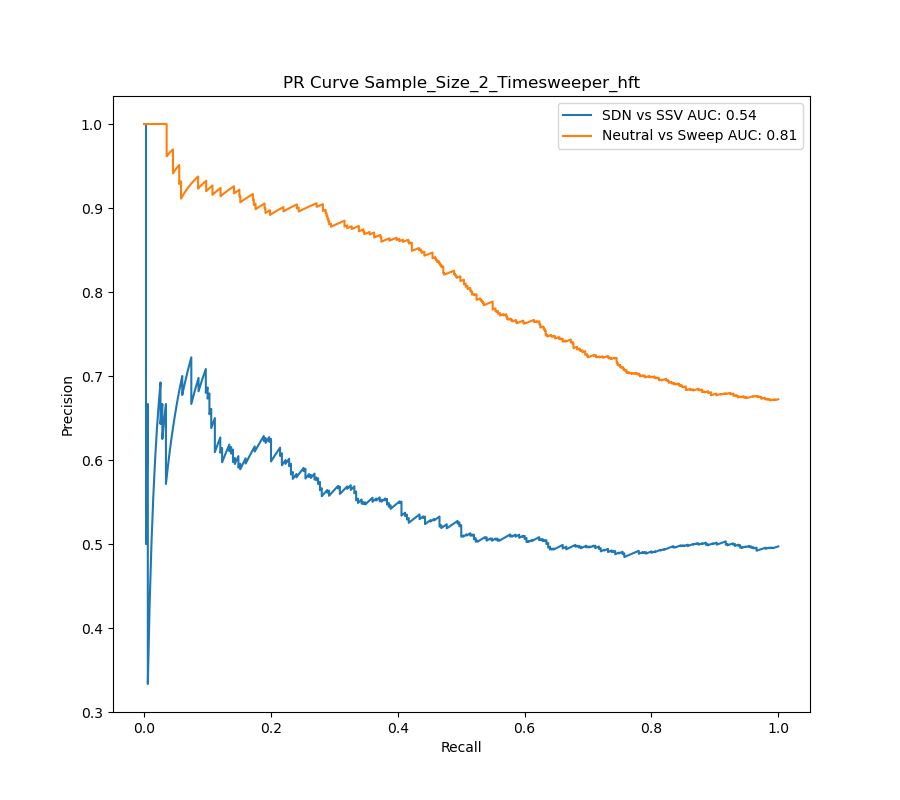 PR Curve Sample_Size_2_Timesweeper_hft
SDN vs SSV AUC: 0.54
Neutral vs Sweep AUC: 0.81
1.0
0.9
0.8
0.7
0.6
0.5
0.4
0.3
Precision
0.0
0.2
0.4
0.6
0.8
1.0
Recall